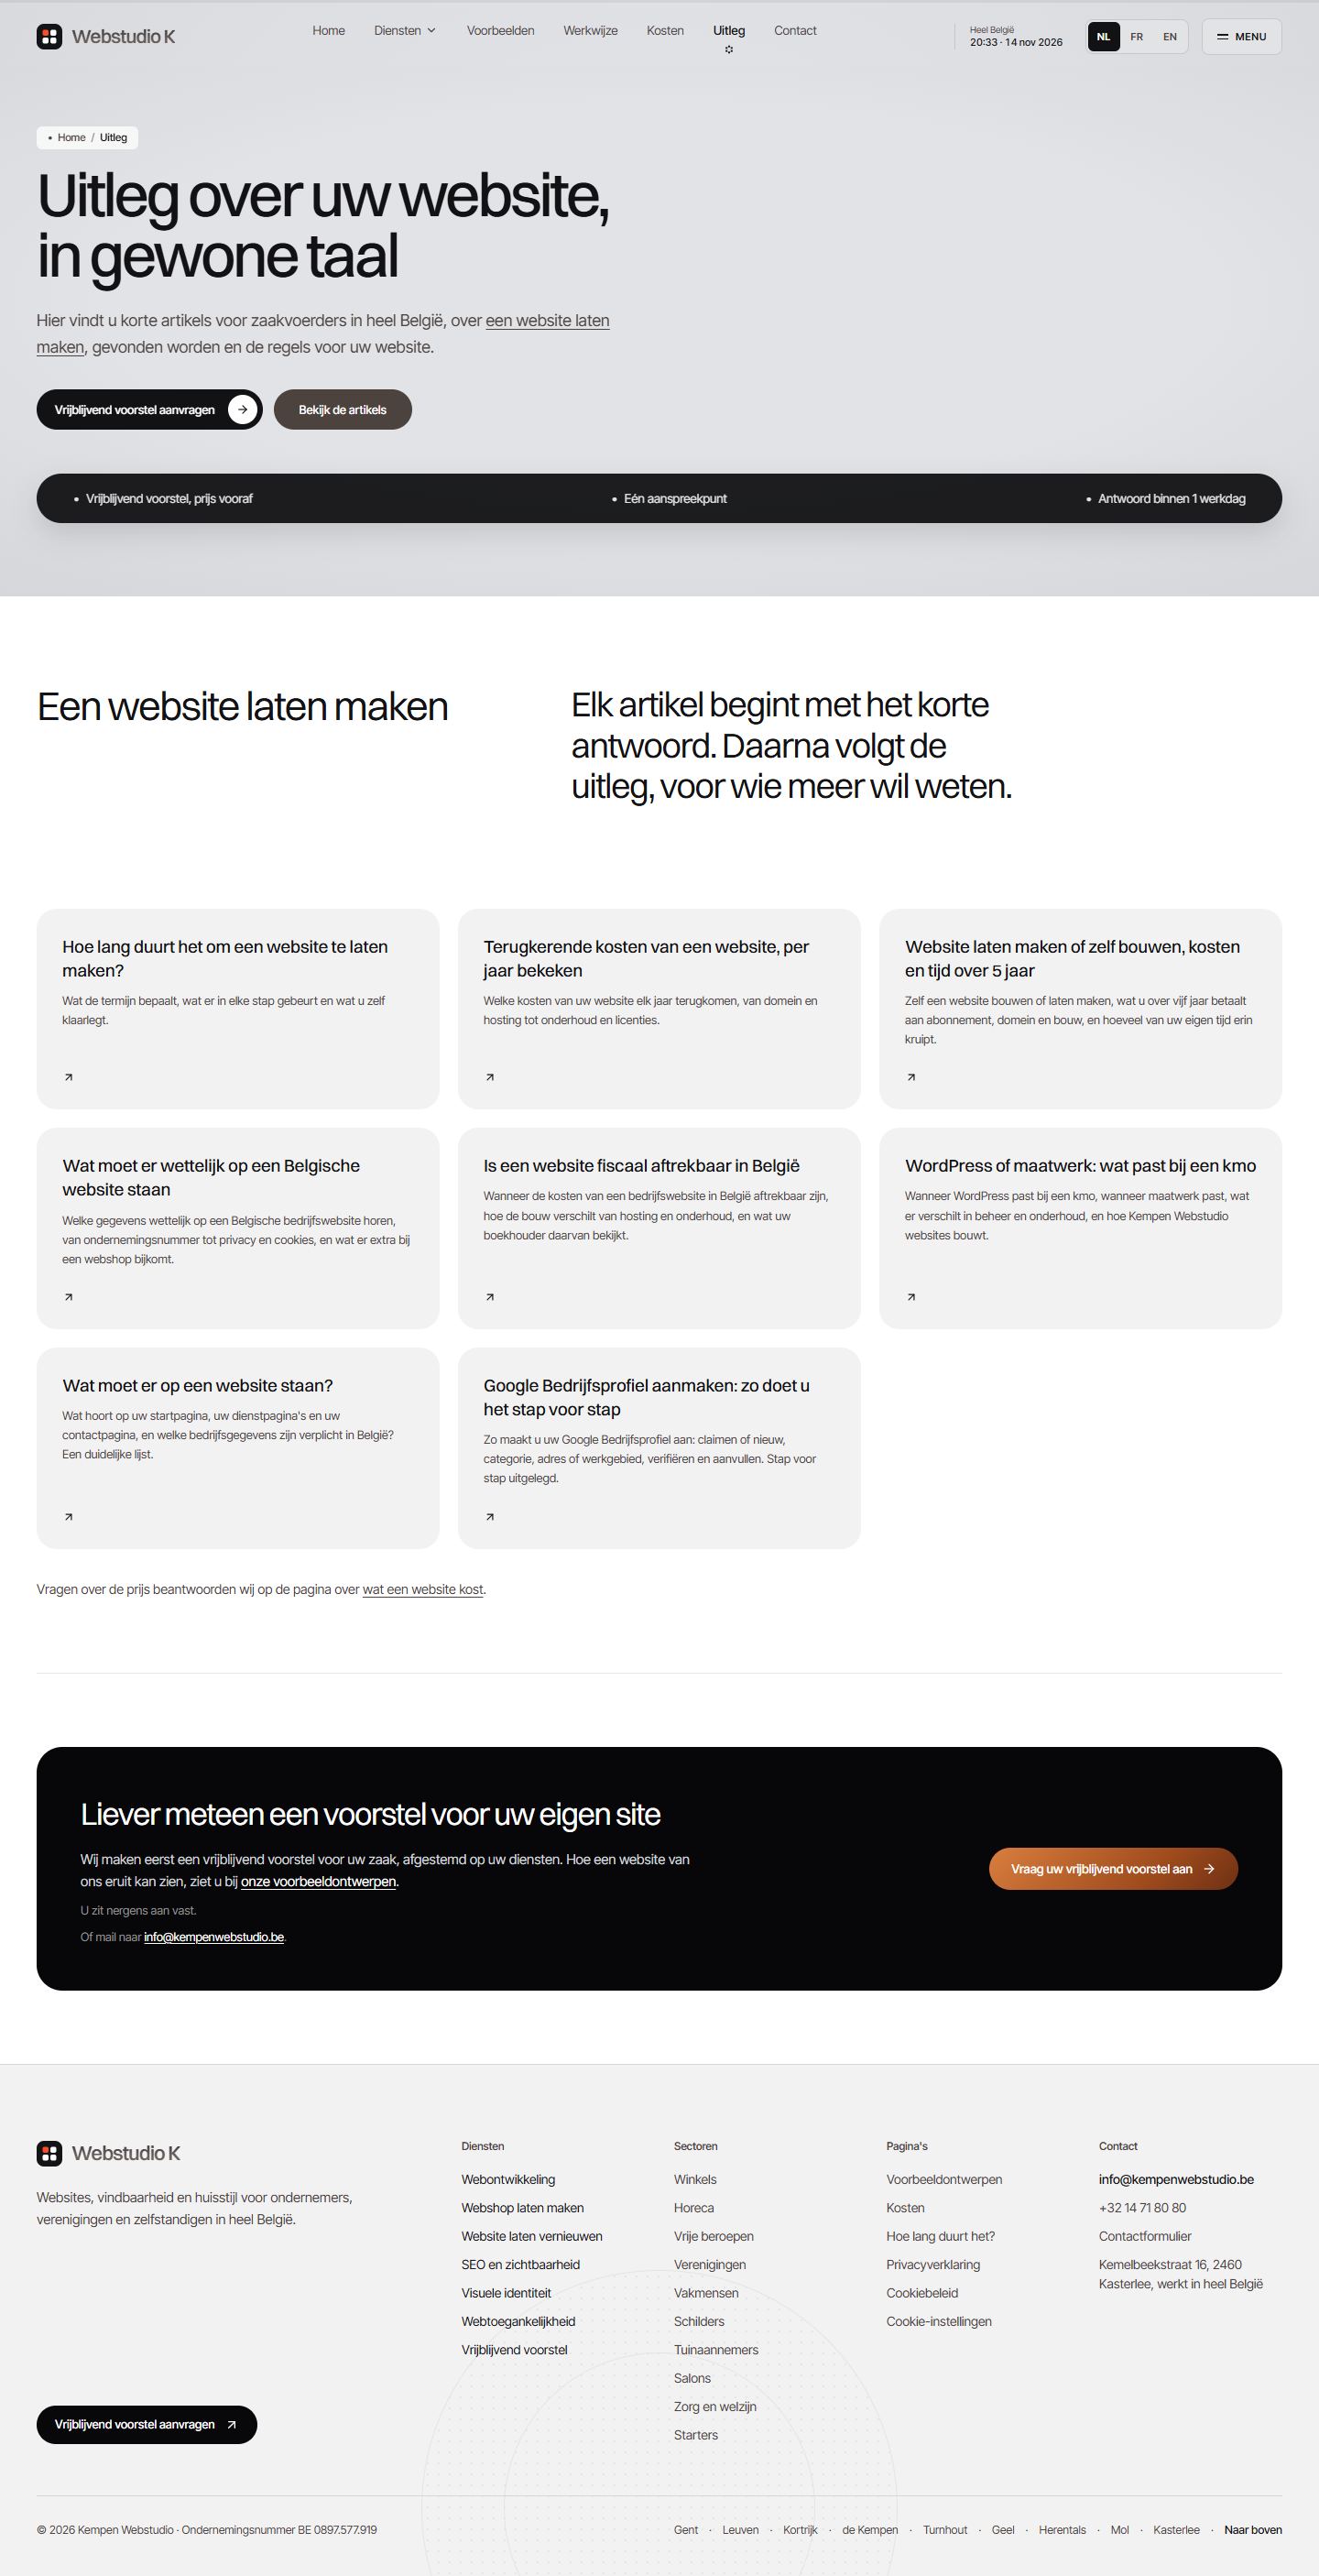 Webstudio K
Home
Diensten
Voorbeelden
Werkwijze
Kosten
Uitleg
Contact
Heel België
20:33 · 14 nov 2026
NL
FR
EN
MENU
Home / Uitleg
Uitleg over uw website,
in gewone taal
Hier vindt u korte artikels voor zaakvoerders in heel België, over een website laten
maken, gevonden worden en de regels voor uw website.
Vrijblijvend voorstel aanvragen
Bekijk de artikels
• Vrijblijvend voorstel, prijs vooraf
• Eén aanspreekpunt
• Antwoord binnen 1 werkdag
Een website laten maken
Elk artikel begint met het korte
antwoord. Daarna volgt de
uitleg, voor wie meer wil weten.
Hoe lang duurt het om een website te laten
maken?
Wat de termijn bepaalt, wat er in elke stap gebeurt en wat u zelf
klaarlegt.
Terugkerende kosten van een website, per
jaar bekeken
Welke kosten van uw website elk jaar terugkomen, van domein en
hosting tot onderhoud en licenties.
Website laten maken of zelf bouwen, kosten
en tijd over 5 jaar
Zelf een website bouwen of laten maken, wat u over vijf jaar betaalt
aan abonnement, domein en bouw, en hoeveel van uw eigen tijd erin
kruipt.
Wat moet er wettelijk op een Belgische
website staan
Welke gegevens wettelijk op een Belgische bedrijfswebsite horen,
van ondernemingsnummer tot privacy en cookies, en wat er extra bij
een webshop bijkomt.
Is een website fiscaal aftrekbaar in België
Wanneer de kosten van een bedrijfswebsite in België aftrekbaar zijn,
hoe de bouw verschilt van hosting en onderhoud, en wat uw
boekhouder daarvan bekijkt.
WordPress of maatwerk: wat past bij een kmo
Wanneer WordPress past bij een kmo, wanneer maatwerk past, wat
er verschilt in beheer en onderhoud, en hoe Kempen Webstudio
websites bouwt.
Wat moet er op een website staan?
Wat hoort op uw startpagina, uw dienstpagina's en uw
contactpagina, en welke bedrijfsgegevens zijn verplicht in België?
Een duidelijke lijst.
Google Bedrijfsprofiel aanmaken: zo doet u
het stap voor stap
Zo maakt u uw Google Bedrijfsprofiel aan: claimen of nieuw,
categorie, adres of werkgebied, verifiëren en aanvullen. Stap voor
stap uitgelegd.
Vragen over de prijs beantwoorden wij op de pagina over wat een website kost.
Liever meteen een voorstel voor uw eigen site
Wij maken eerst een vrijblijvend voorstel voor uw zaak, afgestemd op uw diensten. Hoe een website van
ons eruit kan zien, ziet u bij onze voorbeeldontwerpen.
U zit nergens aan vast.
Of mail naar info@kempenwebstudio.be.
Vraag uw vrijblijvend voorstel aan
Webstudio K
Websites, vindbaarheid en huisstijl voor ondernemers,
verenigingen en zelfstandigen in heel België.
Vrijblijvend voorstel aanvragen
Diensten
Webontwikkeling
Webshop laten maken
Website laten vernieuwen
SEO en zichtbaarheid
Visuele identiteit
Webtoegankelijkheid
Vrijblijvend voorstel
Sectoren
Winkels
Horeca
Vrije beroepen
Verenigingen
Vakmensen
Schilders
Tuinaannemers
Salons
Zorg en welzijn
Starters
Pagina's
Voorbeeldontwerpen
Kosten
Hoe lang duurt het?
Privacyverklaring
Cookiebeleid
Cookie-instellingen
Contact
info@kempenwebstudio.be
+32 14 71 80 80
Contactformulier
Kemelbeekstraat 16, 2460
Kasterlee, werkt in heel België
© 2026 Kempen Webstudio · Ondernemingsnummer BE 0897.577.919
Gent · Leuven · Kortrijk · de Kempen · Turnhout · Geel · Herentals · Mol · Kasterlee · Naar boven